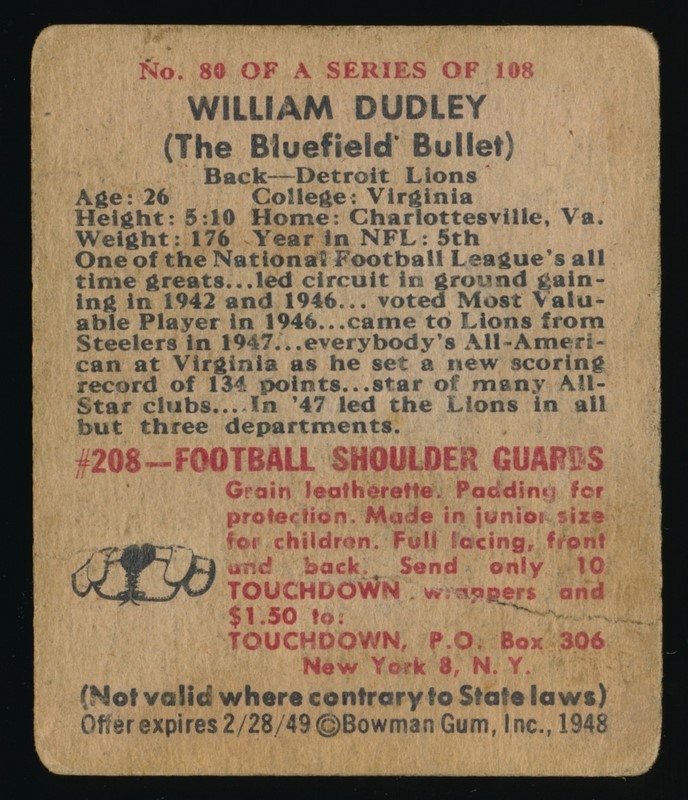 No. 80 OF A SERIES OF 108
WILLIAM DUDLEY
(The Bluefield Bullet)
Back—Detroit Lions
Age: 26 College: Virginia
Height: 5:10 Home: Charlottesville, Va.
Weight: 176 Year in NFL: 5th
One of the National Football League's all
time greats...led circuit in ground gain-
ing in 1942 and 1946... voted Most Valu-
able Player in 1946...came to Lions from
Steelers in 1947...everybody's All-Ameri-
can at Virginia as he set a new scoring
record of 134 points...star of many All-
Star clubs....In '47 led the Lions in all
but three departments.
#208—FOOTBALL SHOULDER GUARDS
Grain leatherette. Padding for
protection. Made in junior size
for children. Full lacing, front
and back. Send only 10
TOUCHDOWN wrappers and
$1.50 to:
TOUCHDOWN, P.O. Box 306
New York 8, N. Y.
(Not valid where contrary to State laws)
Offer expires 2/28/49 ©Bowman Gum, Inc., 1948